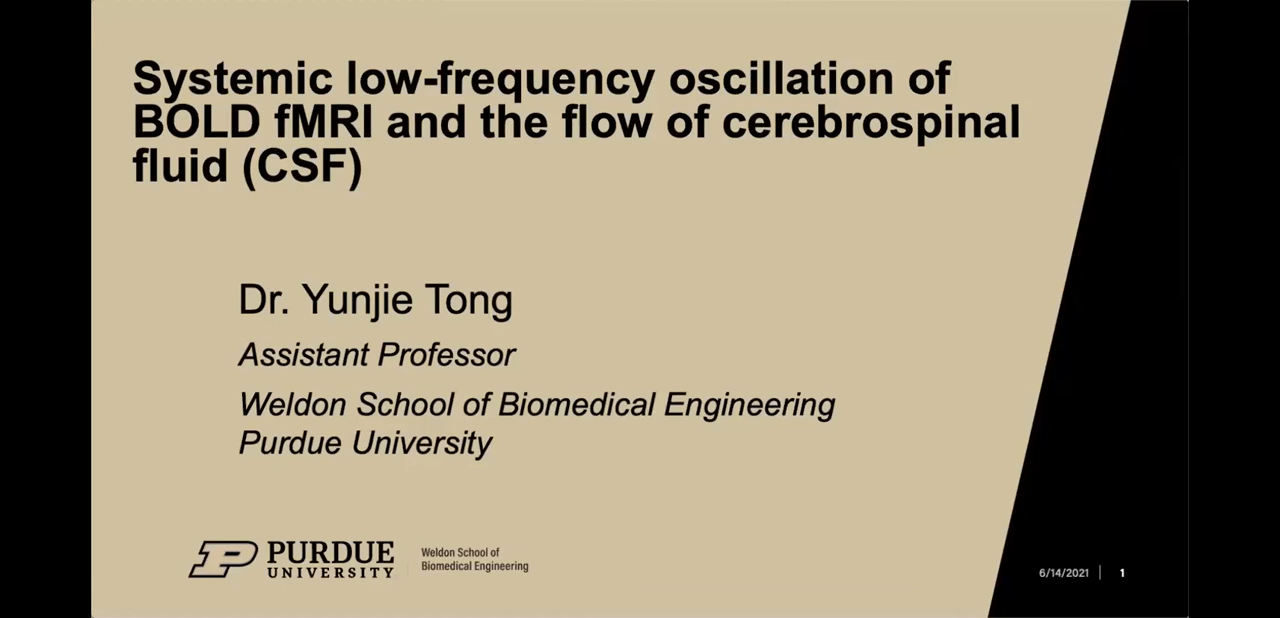 Systemic low-frequency oscillation of
BOLD fMRI and the flow of cerebrospinal
fluid (CSF)
Dr. Yunjie Tong
Assistant Professor
Weldon School of Biomedical Engineering
Purdue University
P PURDUE
UNIVERSITY
Weldon School of
Biomedical Engineering
6/14/2021 | 1